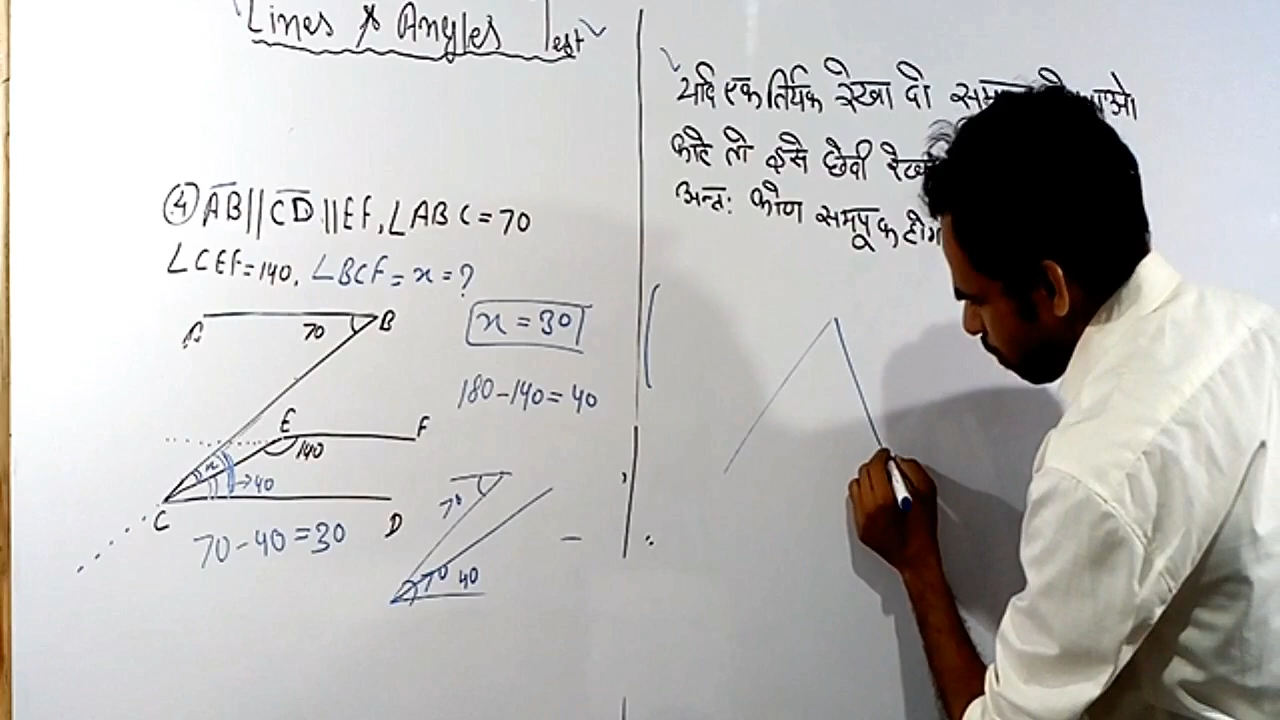 Lines & Angles Test
④ AB||CD||EF, ∠ABC = 70
∠CEF = 140, ∠BCF = x = ?
B
70
x = 30
180-140=40
E
F
140
x
→40
C
D
70-40=30
70
70
40
यदि एक तिर्यक रेखा दो
काटे तो इसे छेदी
अन्तः कोण समपूरक